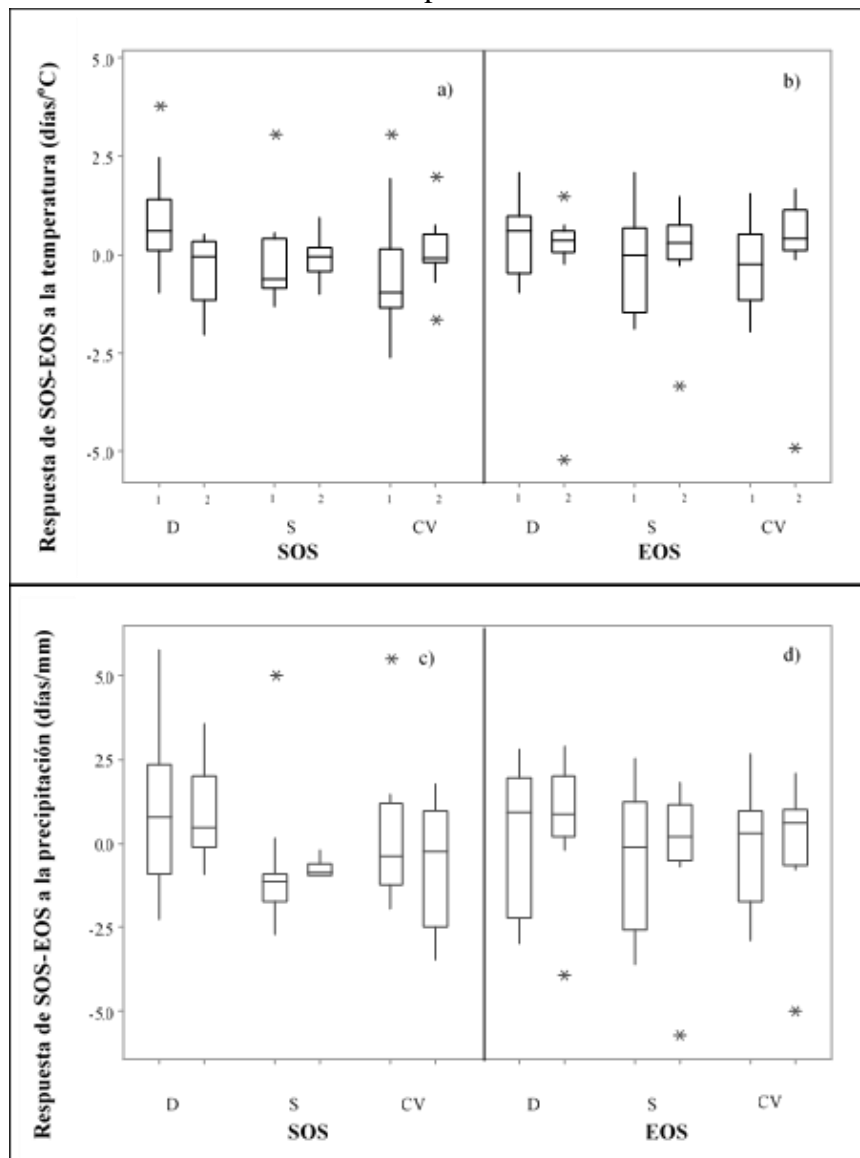 Respuesta de SOS-EOS a la temperatura (días/ºC)
5.0
2.5
0.0
-2.5
-5.0
a)
b)
1 2 1 2 1 2 1 2 1 2 1 2
D S CV D S CV
SOS EOS
Respuesta de SOS-EOS a la precipitación (días/mm)
5.0
2.5
0.0
-2.5
-5.0
c)
d)
D S CV D S CV
SOS EOS